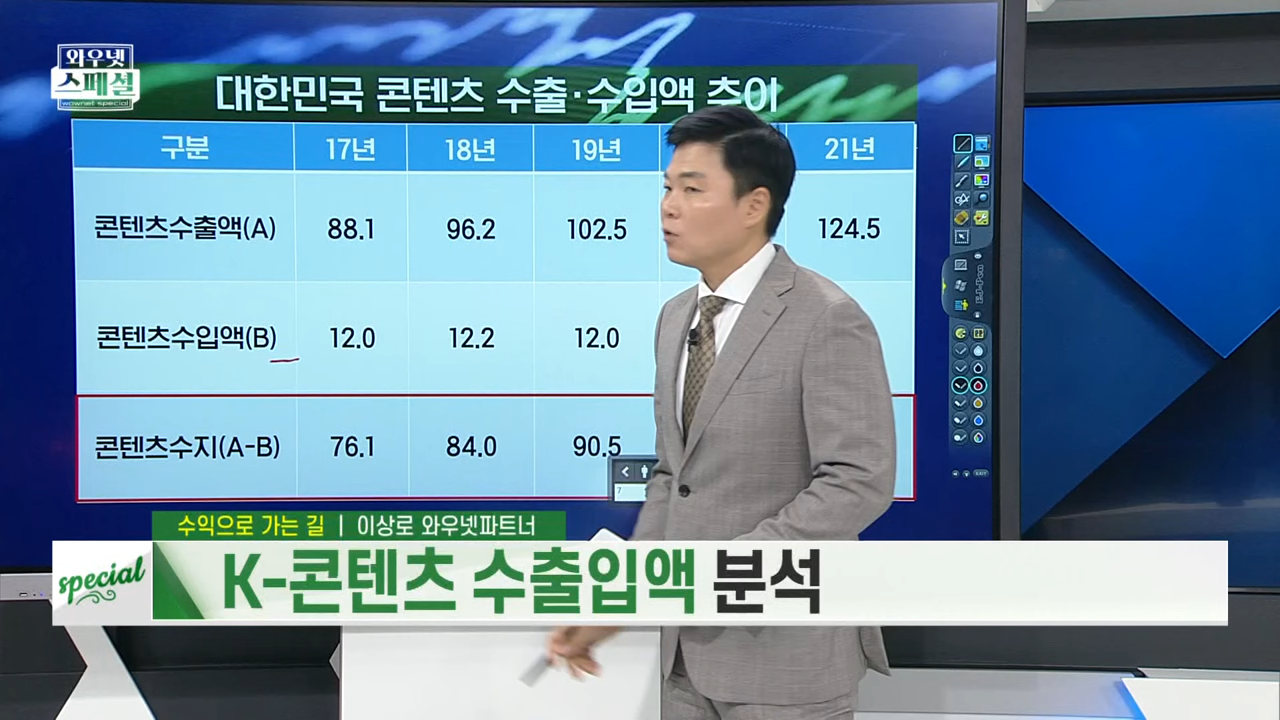 와우넷
스페셜
wownet special
대한민국 콘텐츠 수출·수입액 추이
구분 17년 18년 19년 21년
콘텐츠수출액(A) 88.1 96.2 102.5 124.5
콘텐츠수입액(B) 12.0 12.2 12.0
콘텐츠수지(A-B) 76.1 84.0 90.5
7
수익으로 가는 길 | 이상로 와우넷파트너
special
K-콘텐츠 수출입액 분석